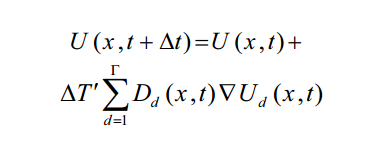 U(x,t+Δt)=U(x,t)+
ΔT′∑_{d=1}^{Γ} D_d(x,t)∇U_d(x,t)